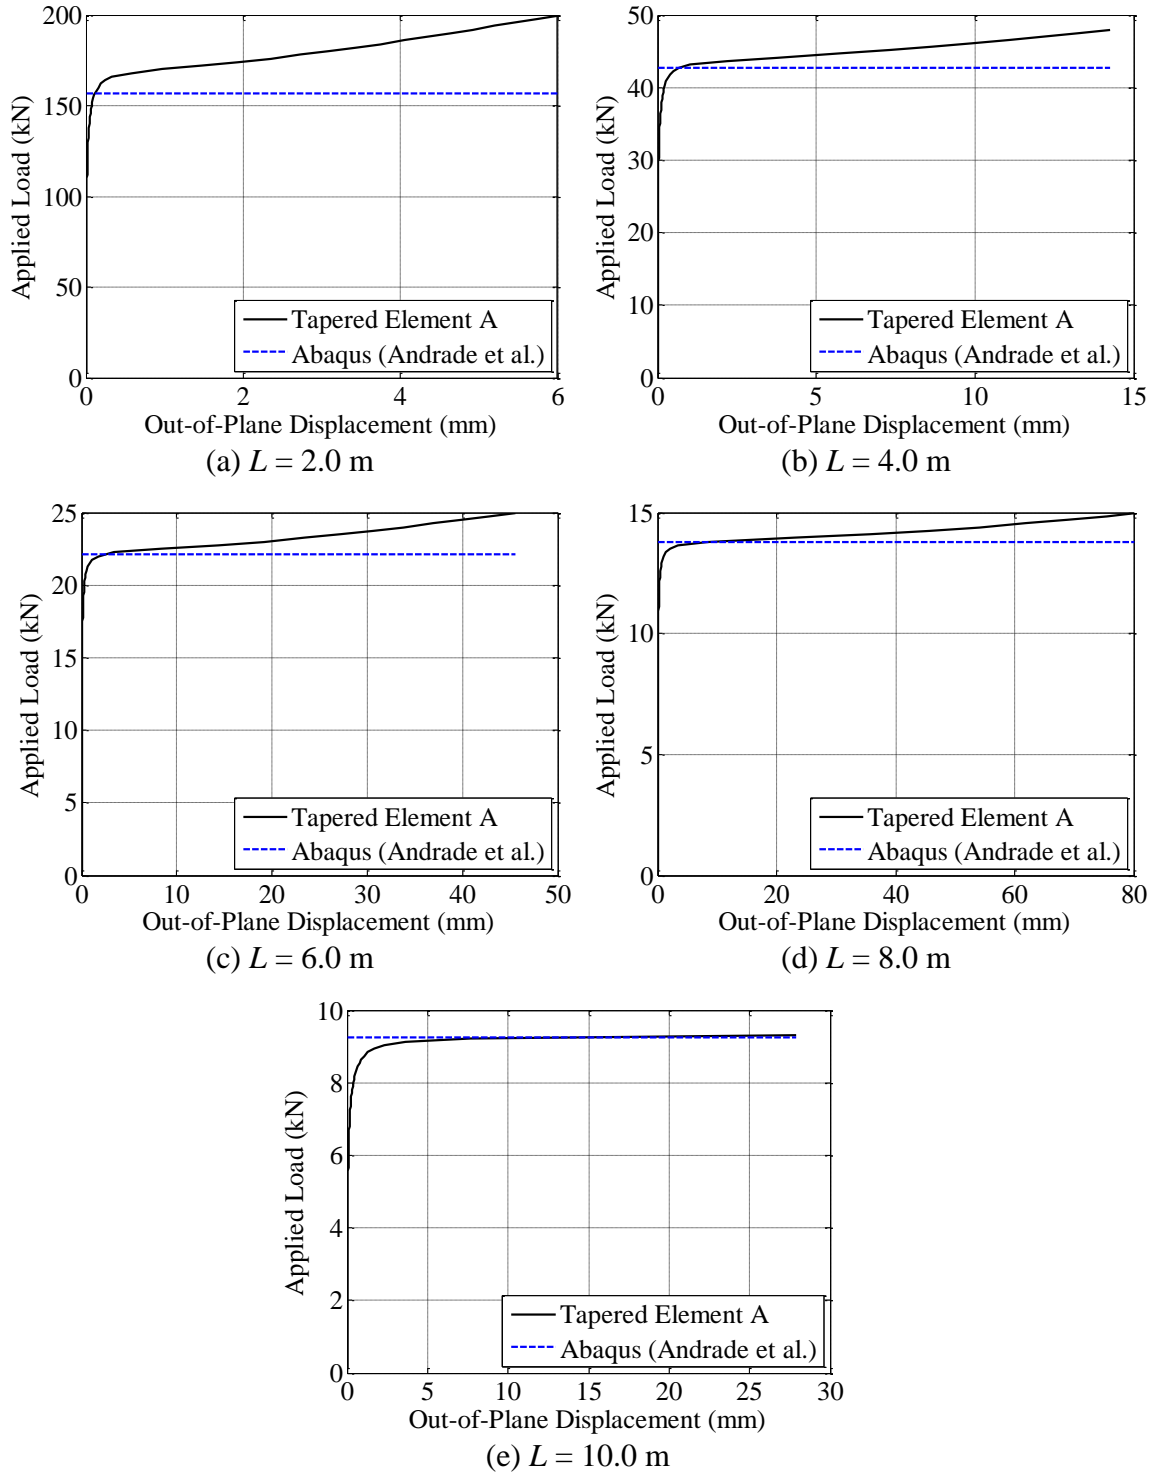 200
150
100
50
0
Applied Load (kN)
Tapered Element A
Abaqus (Andrade et al.)
0 2 4 6
Out-of-Plane Displacement (mm)
(a) L = 2.0 m
50
40
30
20
10
0
Applied Load (kN)
Tapered Element A
Abaqus (Andrade et al.)
0 5 10 15
Out-of-Plane Displacement (mm)
(b) L = 4.0 m
25
20
15
10
5
0
Applied Load (kN)
Tapered Element A
Abaqus (Andrade et al.)
0 10 20 30 40 50
Out-of-Plane Displacement (mm)
(c) L = 6.0 m
15
10
5
0
Applied Load (kN)
Tapered Element A
Abaqus (Andrade et al.)
0 20 40 60 80
Out-of-Plane Displacement (mm)
(d) L = 8.0 m
10
8
6
4
2
0
Applied Load (kN)
Tapered Element A
Abaqus (Andrade et al.)
0 5 10 15 20 25 30
Out-of-Plane Displacement (mm)
(e) L = 10.0 m